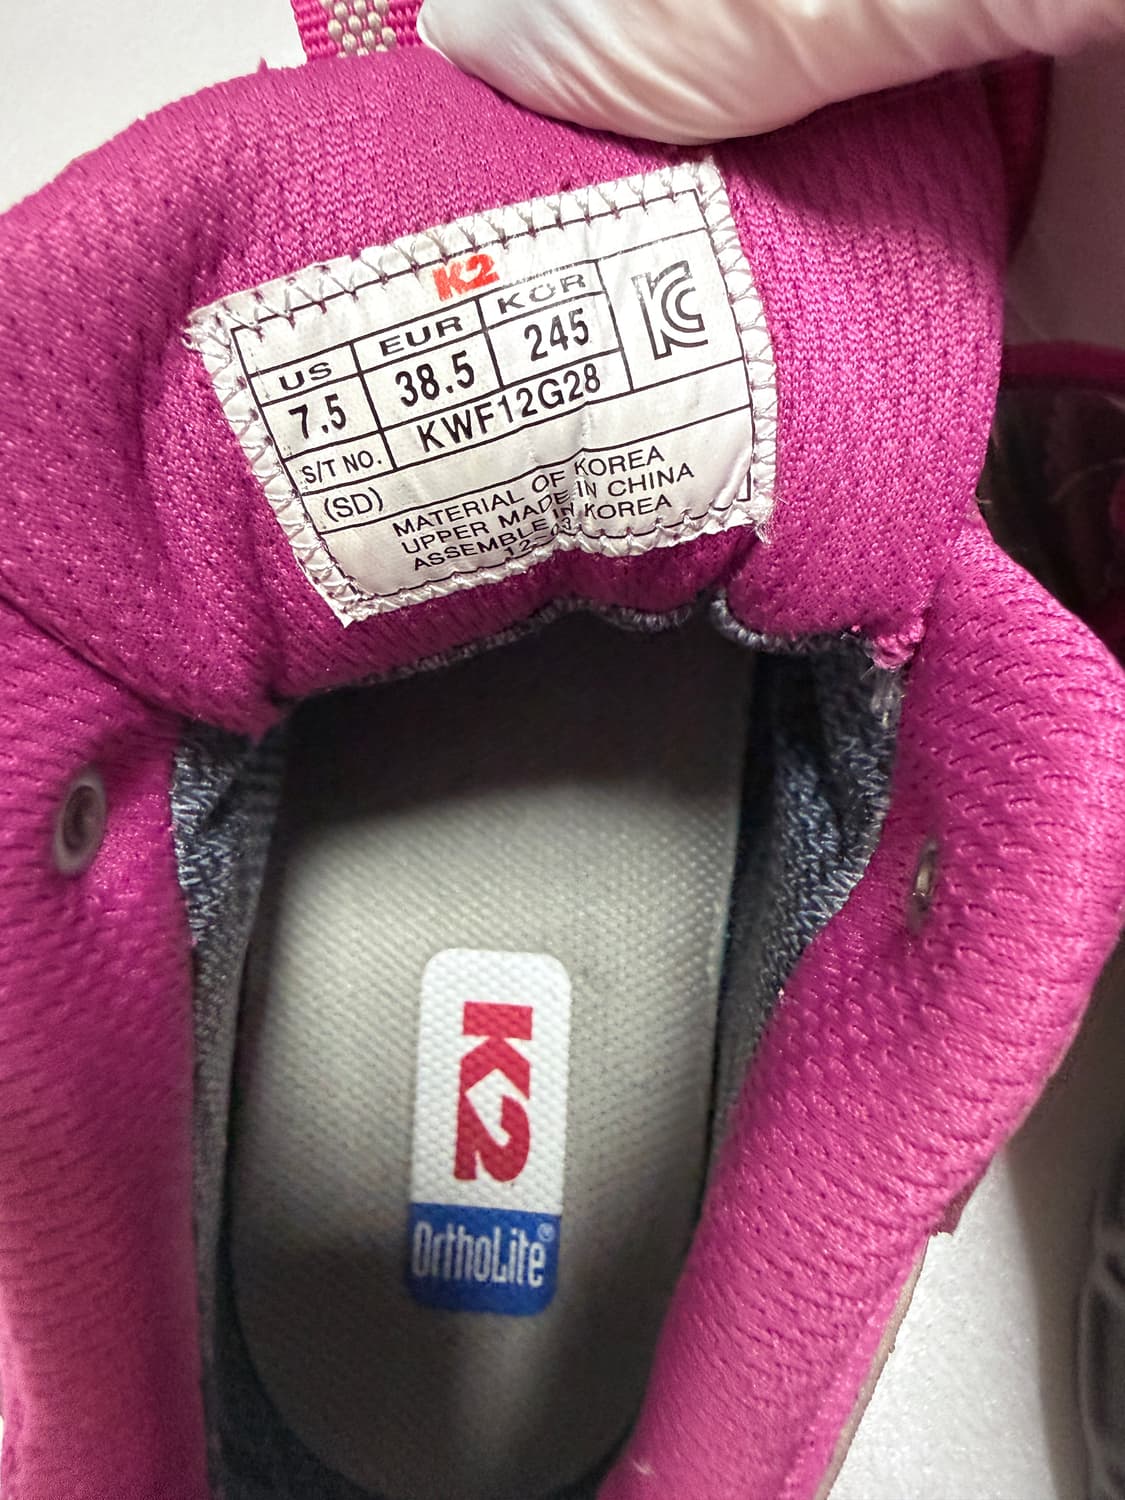 K2
US EUR KOR
7.5 38.5 245
S/T NO. KWF12G28
(SD)
MATERIAL OF KOREA
UPPER MADE IN CHINA
ASSEMBLE IN KOREA
K2
OrthoLite®